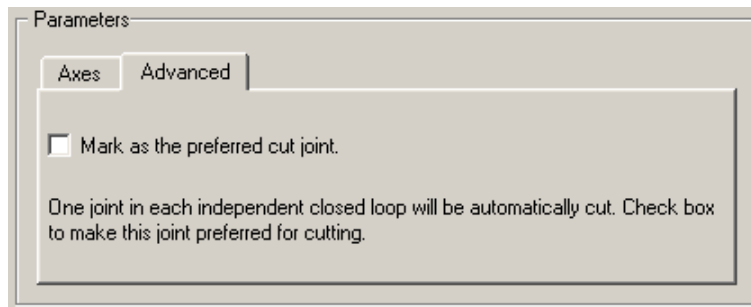 Parameters
Axes Advanced
Mark as the preferred cut joint.
One joint in each independent closed loop will be automatically cut. Check box
to make this joint preferred for cutting.